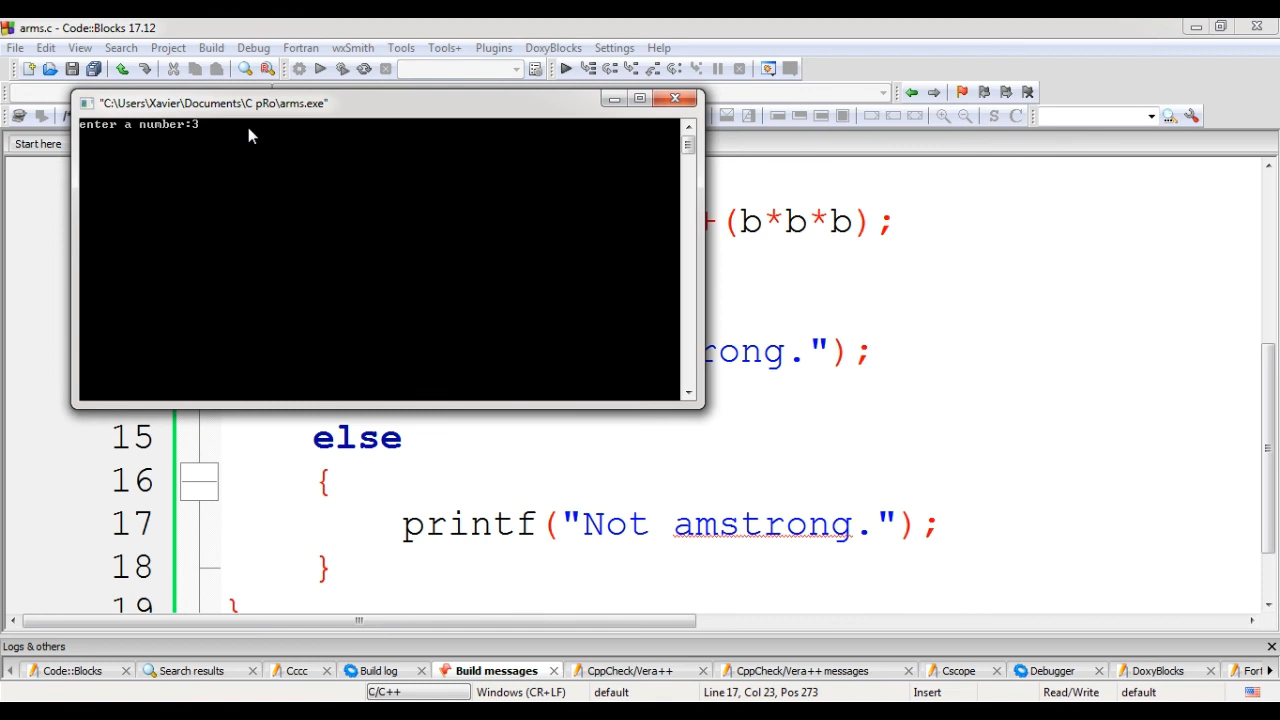 arms.c - Code::Blocks 17.12
File Edit View Search Project Build Debug Fortran wxSmith Tools Tools+ Plugins DoxyBlocks Settings Help
"C:\Users\Xavier\Documents\C pRo\arms.exe"
enter a number:3
S C
Start here
+(b*b*b);
rong.");
15 else
16 {
17 printf("Not amstrong.");
18 }
19 }
Logs & others
Code::Blocks Search results Cccc Build log Build messages CppCheck/Vera++ CppCheck/Vera++ messages Cscope Debugger DoxyBlocks For
C/C++ Windows (CR+LF) default Line 17, Col 23, Pos 273 Insert Read/Write default